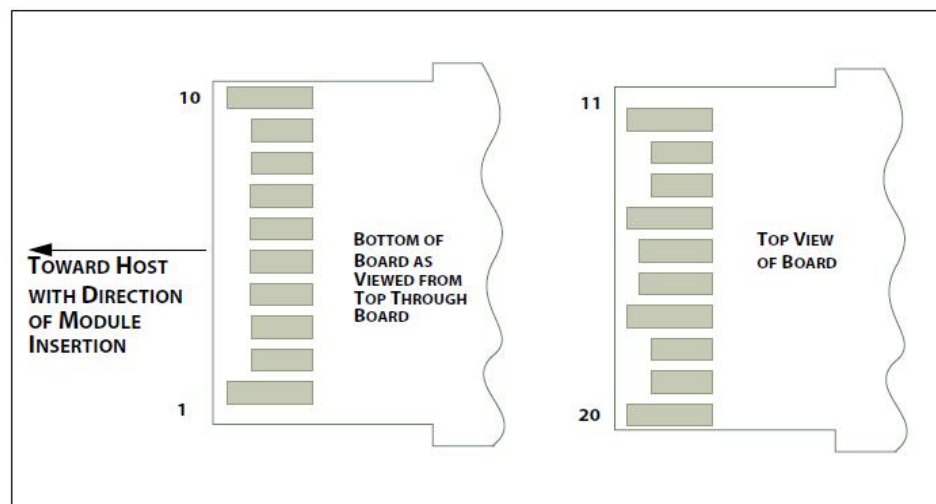 10
TOWARD HOST
WITH DIRECTION
OF MODULE
INSERTION
1
BOTTOM OF
BOARD AS
VIEWED FROM
TOP THROUGH
BOARD
11
TOP VIEW
OF BOARD
20